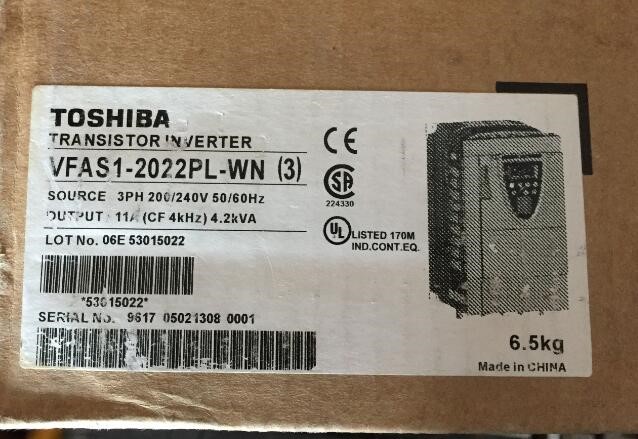 TOSHIBA
TRANSISTOR INVERTER
VFAS1-2022PL-WN (3)
SOURCE 3PH 200/240V 50/60Hz
OUTPUT : 11A (CF 4kHz) 4.2kVA
LOT No. 06E 53015022
*53015022*
SERIAL No. 9617 05021308 0001
CE
SA
224330
UL LISTED 170M
IND.CONT.EQ.
6.5kg
Made in CHINA